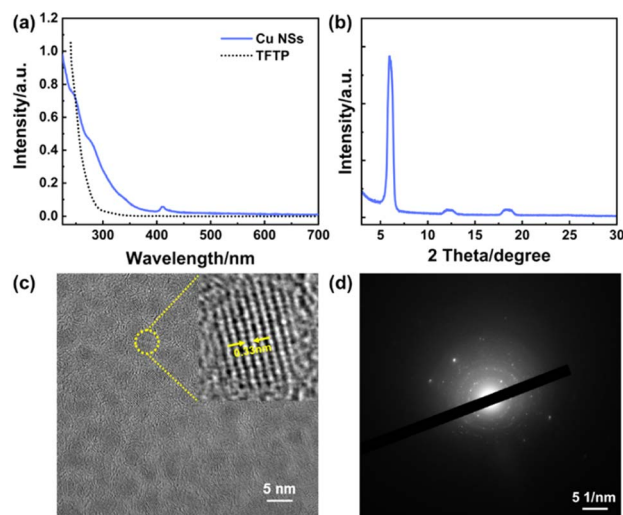 (a)
Cu NSs
TFTP
Intensity/a.u.
1.0
0.8
0.6
0.4
0.2
0.0
300
400
500
600
700
Wavelength/nm
(b)
Intensity/a.u.
5
10
15
20
25
30
2 Theta/degree
(c)
0.33nm
5 nm
(d)
5 1/nm